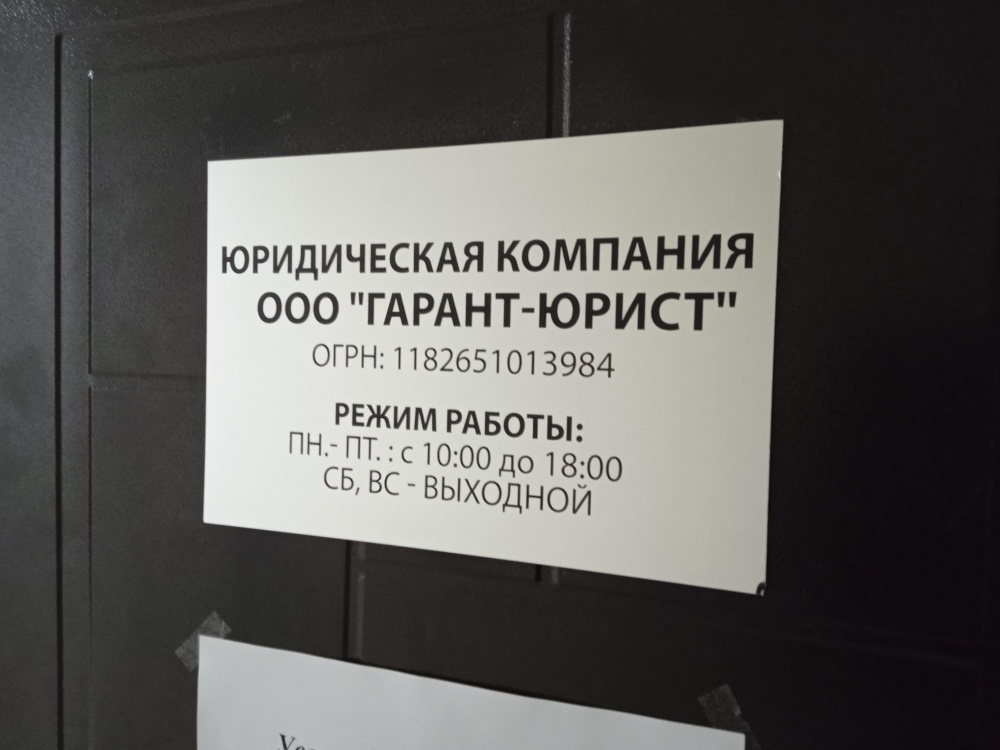 ЮРИДИЧЕСКАЯ КОМПАНИЯ
ООО "ГАРАНТ-ЮРИСТ"
ОГРН: 1182651013984
РЕЖИМ РАБОТЫ:
ПН.- ПТ. : с 10:00 до 18:00
СБ, ВС - ВЫХОДНОЙ